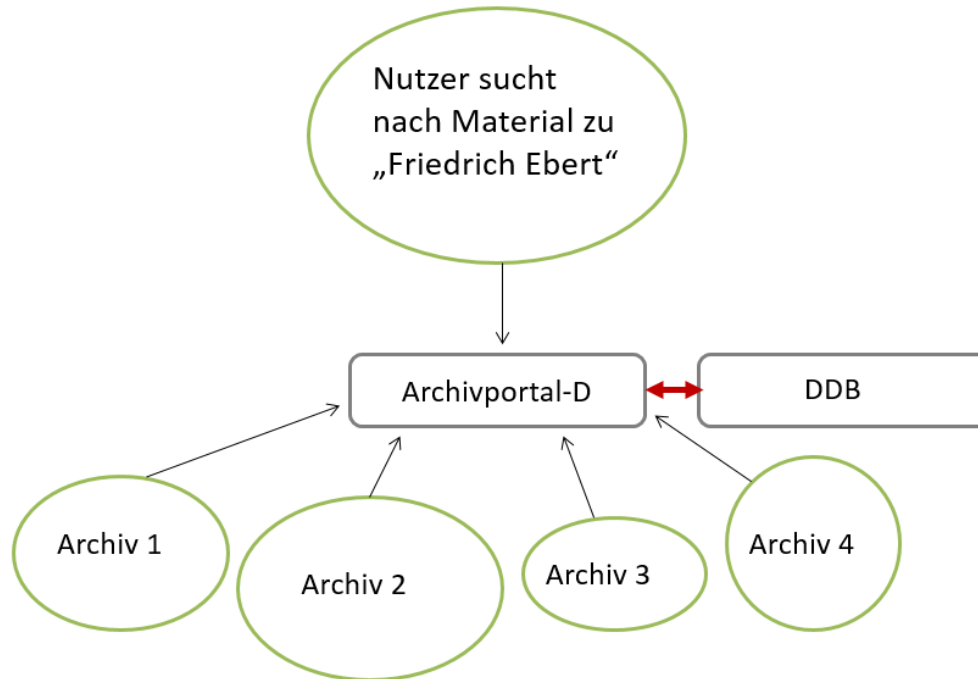 Nutzer sucht
nach Material zu
„Friedrich Ebert“
Archivportal-D
DDB
Archiv 1
Archiv 2
Archiv 3
Archiv 4